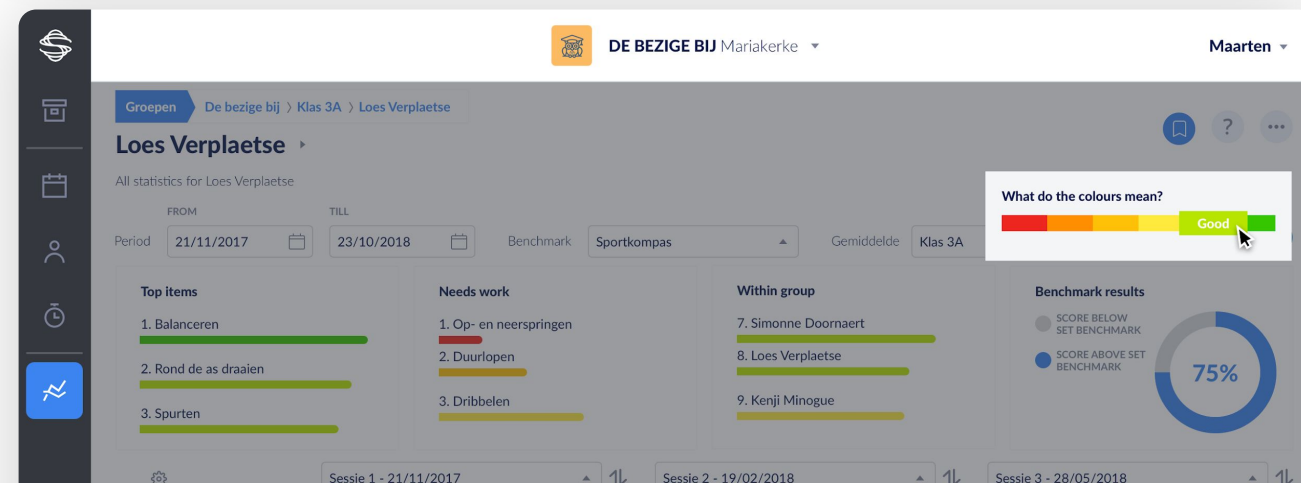 DE BEZIGE BIJ Mariakerke
Maarten
Groepen De bezige bij Klas 3A Loes Verplaetse
Loes Verplaetse
?
All statistics for Loes Verplaetse
What do the colours mean?
Good
FROM TILL
Period 21/11/2017 23/10/2018 Benchmark Sportkompas Gemiddelde Klas 3A
Top items
1. Balanceren
2. Rond de as draaien
3. Spurten
Needs work
1. Op- en neerspringen
2. Duurlopen
3. Dribbelen
Within group
7. Simonne Doornaert
8. Loes Verplaetse
9. Kenji Minogue
Benchmark results
SCORE BELOW
SET BENCHMARK
SCORE ABOVE SET
BENCHMARK
75%
Sessie 1 - 21/11/2017 Sessie 2 - 19/02/2018 Sessie 3 - 28/05/2018